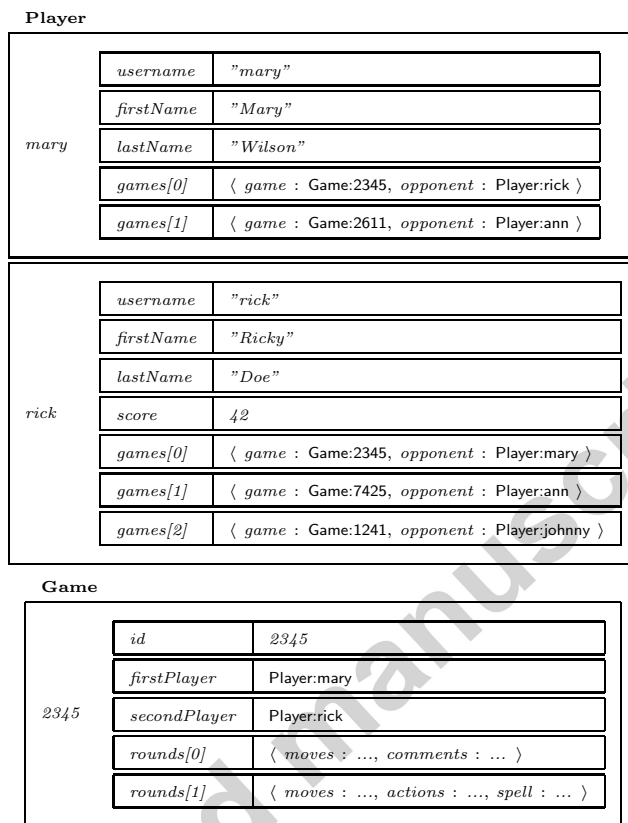 Player
username "mary"
firstName "Mary"
mary lastName "Wilson"
games[0] ⟨ game : Game:2345, opponent : Player:rick ⟩
games[1] ⟨ game : Game:2611, opponent : Player:ann ⟩
username "rick"
firstName "Ricky"
lastName "Doe"
rick score 42
games[0] ⟨ game : Game:2345, opponent : Player:mary ⟩
games[1] ⟨ game : Game:7425, opponent : Player:ann ⟩
games[2] ⟨ game : Game:1241, opponent : Player:johnny ⟩
Game
id 2345
firstPlayer Player:mary
2345 secondPlayer Player:rick
rounds[0] ⟨ moves : ..., comments : ... ⟩
rounds[1] ⟨ moves : ..., actions : ..., spell : ... ⟩
d manuscri